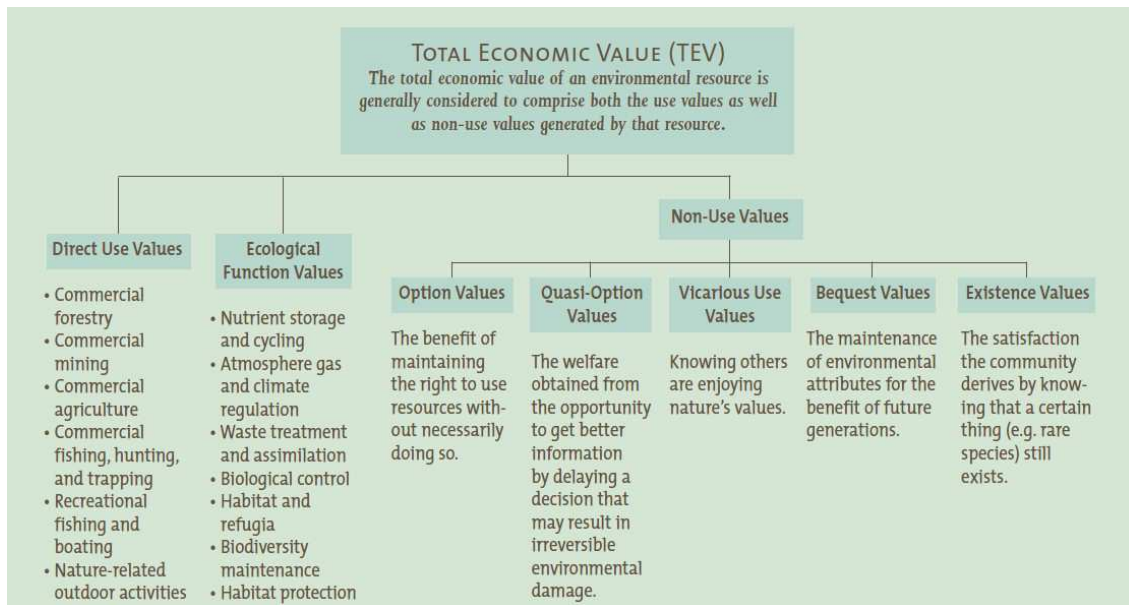 TOTAL ECONOMIC VALUE (TEV)
The total economic value of an environmental resource is
generally considered to comprise both the use values as well
as non-use values generated by that resource.
Non-Use Values
Direct Use Values
• Commercial
forestry
• Commercial
mining
• Commercial
agriculture
• Commercial
fishing, hunting,
and trapping
• Recreational
fishing and
boating
• Nature-related
outdoor activities
Ecological
Function Values
• Nutrient storage
and cycling
• Atmosphere gas
and climate
regulation
• Waste treatment
and assimilation
• Biological control
• Habitat and
refugia
• Biodiversity
maintenance
• Habitat protection
Option Values
The benefit of
maintaining
the right to use
resources with-
out necessarily
doing so.
Quasi-Option
Values
The welfare
obtained from
the opportunity
to get better
information
by delaying a
decision that
may result in
irreversible
environmental
damage.
Vicarious Use
Values
Knowing others
are enjoying
nature's values.
Bequest Values
The maintenance
of environmental
attributes for the
benefit of future
generations.
Existence Values
The satisfaction
the community
derives by know-
ing that a certain
thing (e.g. rare
species) still
exists.